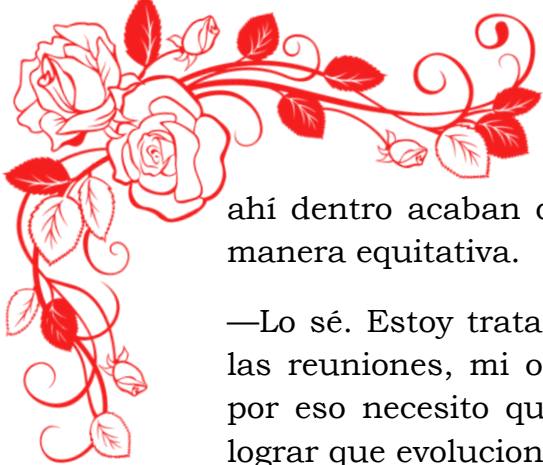 ahí dentro acaban
manera equitativa.
—Lo sé. Estoy trata
las reuniones, mi o
por eso necesito qu
lograr que evolucion